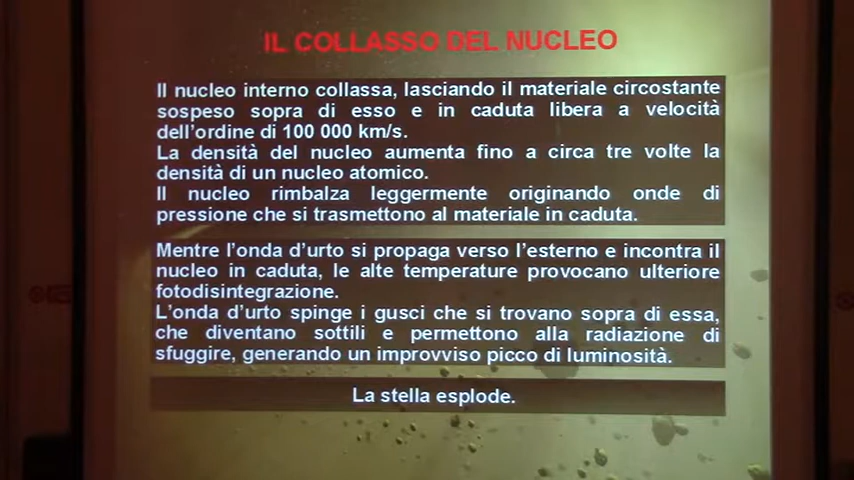 IL COLLASSO DEL NUCLEO
Il nucleo interno collassa, lasciando il materiale circostante
sospeso sopra di esso e in caduta libera a velocità
dell'ordine di 100 000 km/s.
La densità del nucleo aumenta fino a circa tre volte la
densità di un nucleo atomico.
Il nucleo rimbalza leggermente originando onde di
pressione che si trasmettono al materiale in caduta.
Mentre l'onda d'urto si propaga verso l'esterno e incontra il
nucleo in caduta, le alte temperature provocano ulteriore
fotodisintegrazione.
L'onda d'urto spinge i gusci che si trovano sopra di essa,
che diventano sottili e permettono alla radiazione di
sfuggire, generando un improvviso picco di luminosità.
La stella esplode.